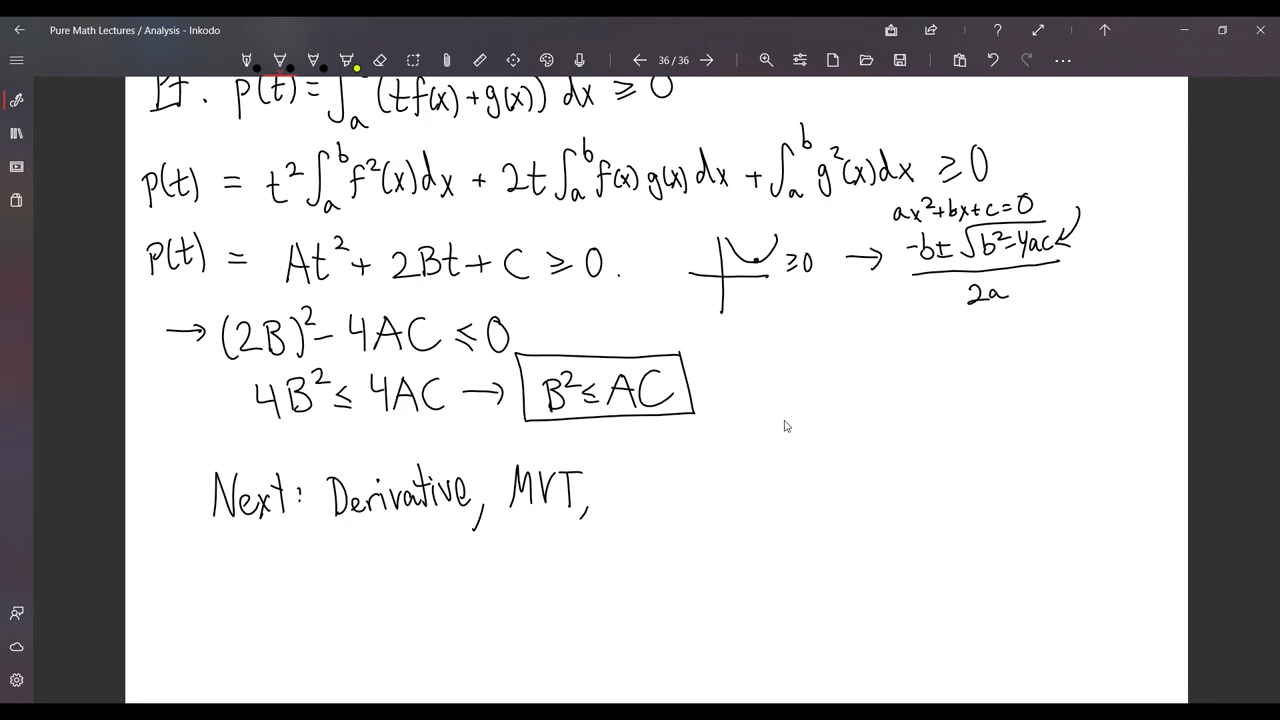 Pure Math Lectures / Analysis - Inkodo
36 / 36
Pf. p(t) = ∫_a (tf(x)+g(x)) dx ≥ 0
p(t) = t² ∫_a^b f²(x)dx + 2t ∫_a^b f(x) g(x) dx + ∫_a^b g²(x)dx ≥ 0
ax²+bx+c=0
p(t) = At² + 2Bt + C ≥ 0. ≥0 → (-b ± √(b²-4ac))/2a
→ (2B)² - 4AC ≤ 0
4B² ≤ 4AC → B² ≤ AC
Next: Derivative, MVT,